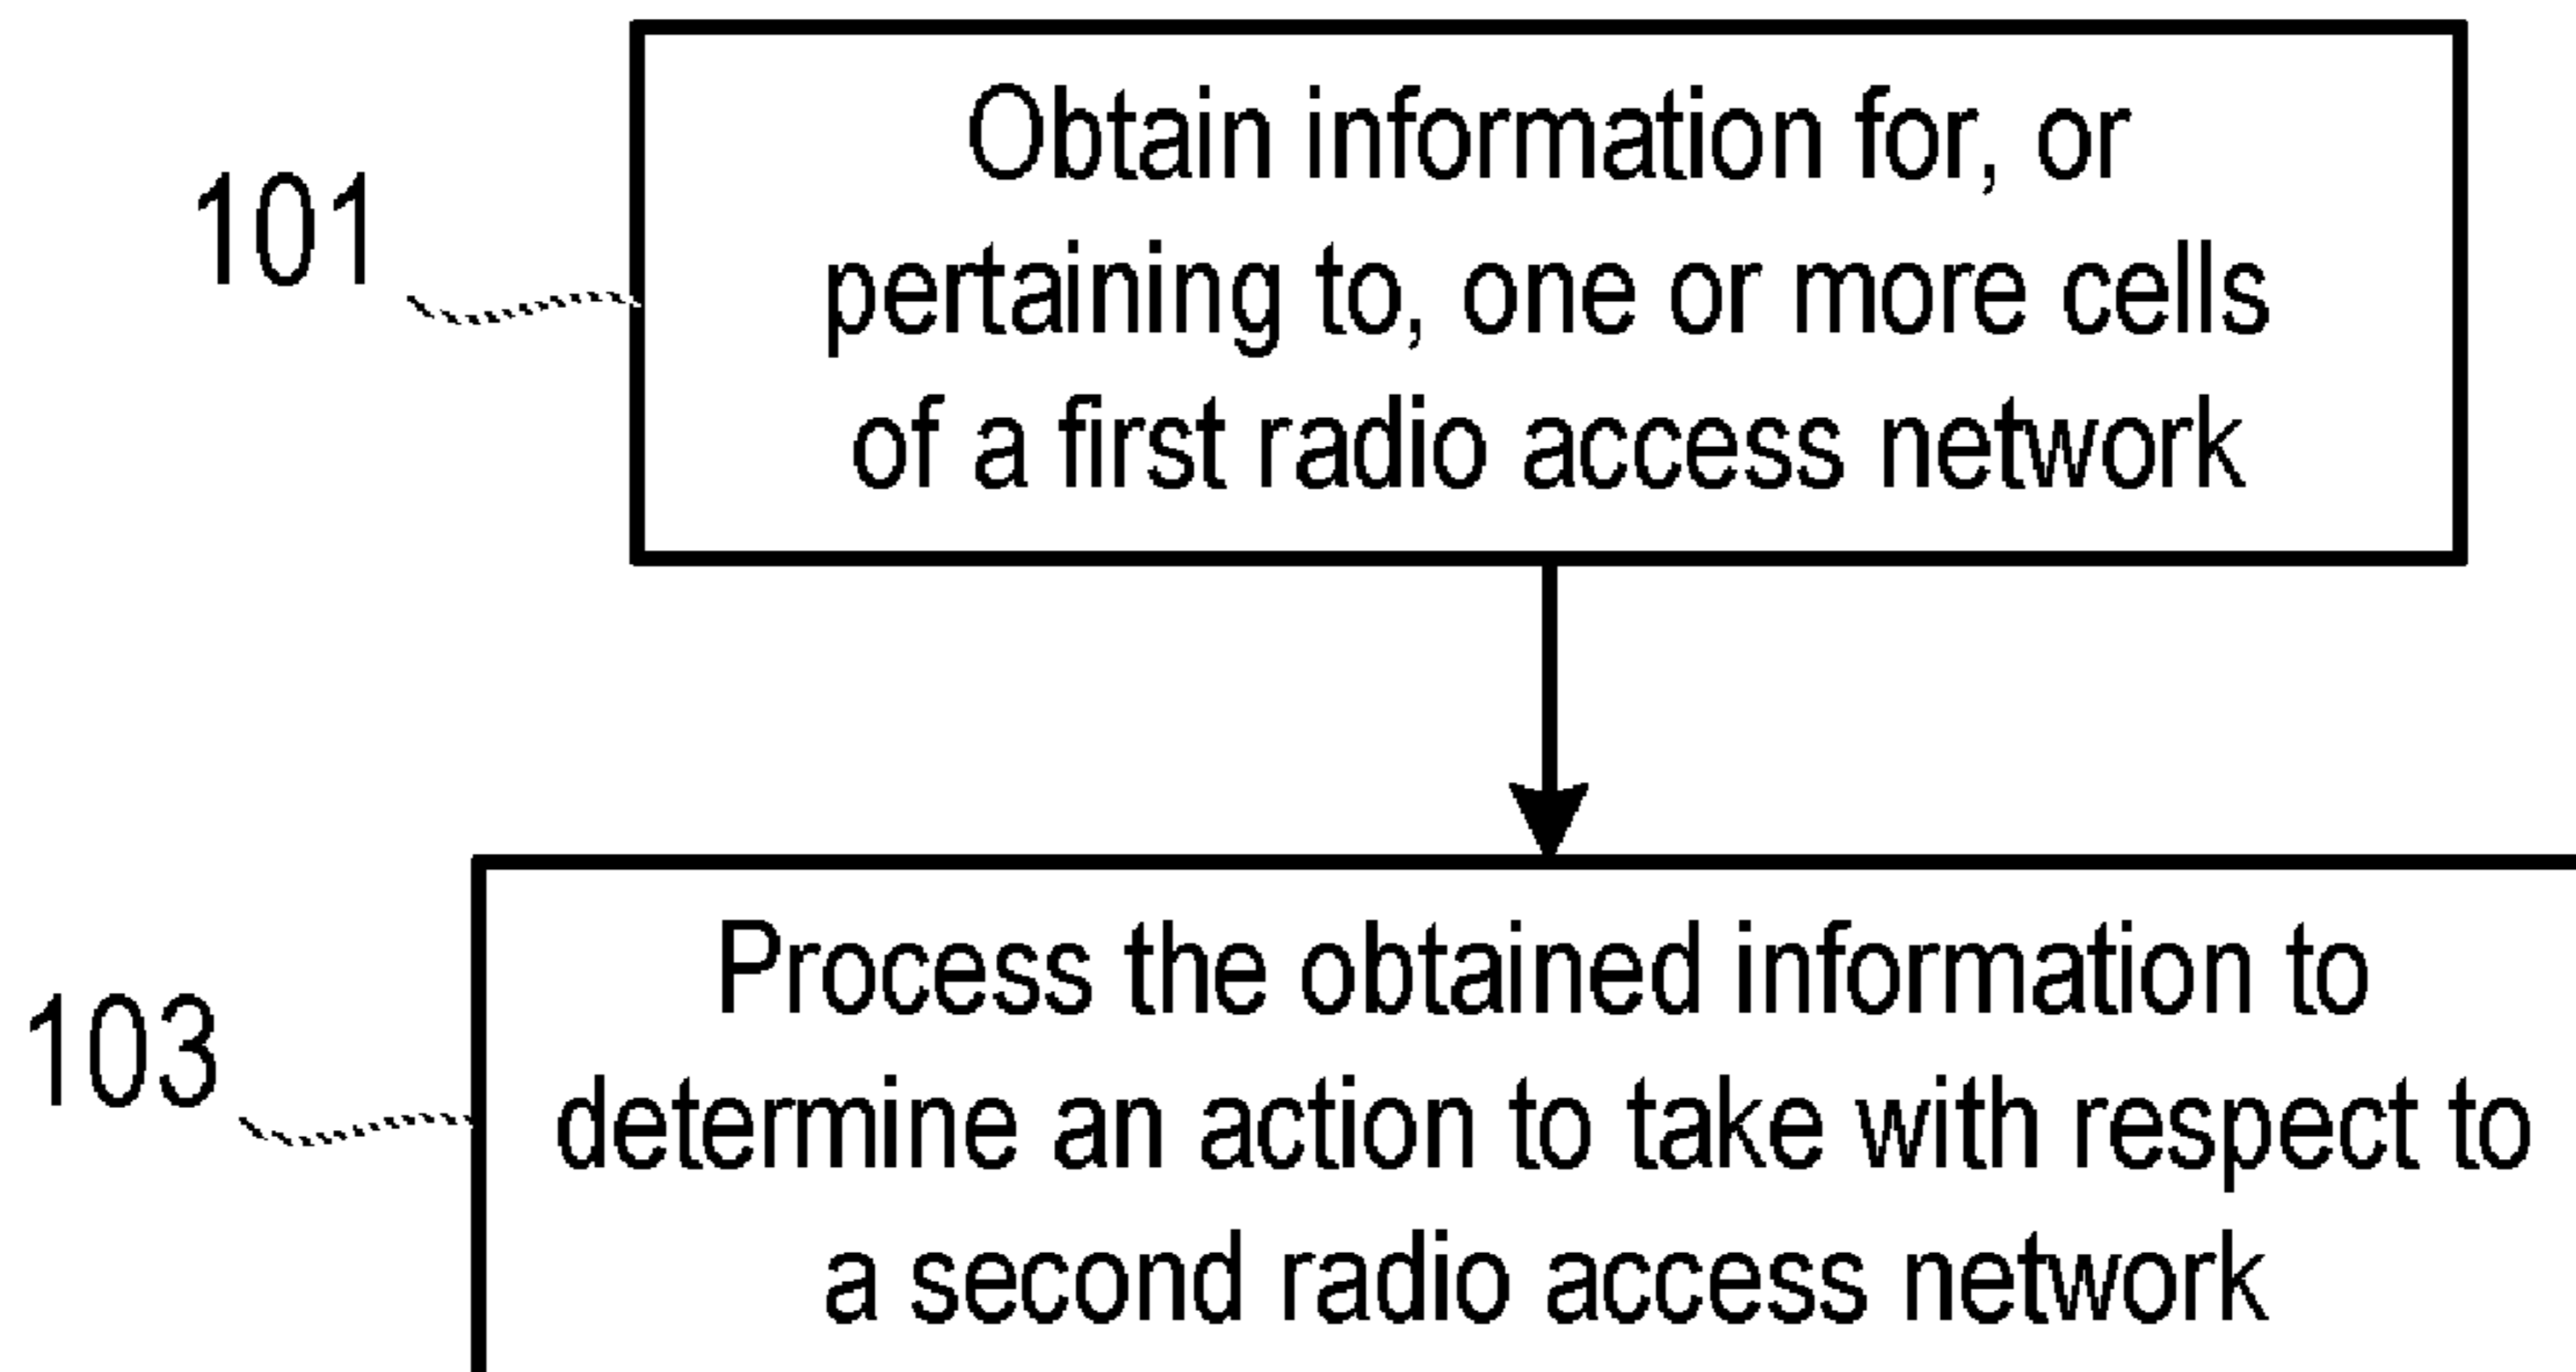 101
Obtain information for, or
pertaining to, one or more cells
of a first radio access network
103
Process the obtained information to
determine an action to take with respect to
a second radio access network